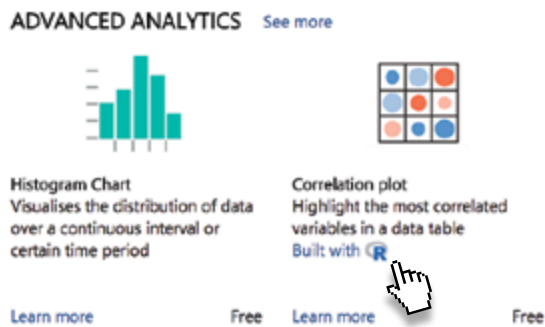 ADVANCED ANALYTICS See more
Histogram Chart
Visualises the distribution of data
over a continuous interval or
certain time period
Learn more Free
Correlation plot
Highlight the most correlated
variables in a data table
Built with R
Learn more Free